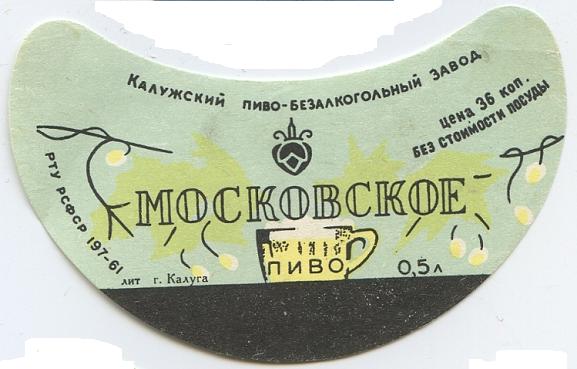 Калужский пиво-безалкогольный завод
цена 36 коп.
без стоимости посуды
РТУ РСФСР 197-61
МОСКОВСКОЕ
ПИВО
0,5 л
лит г. Калуга